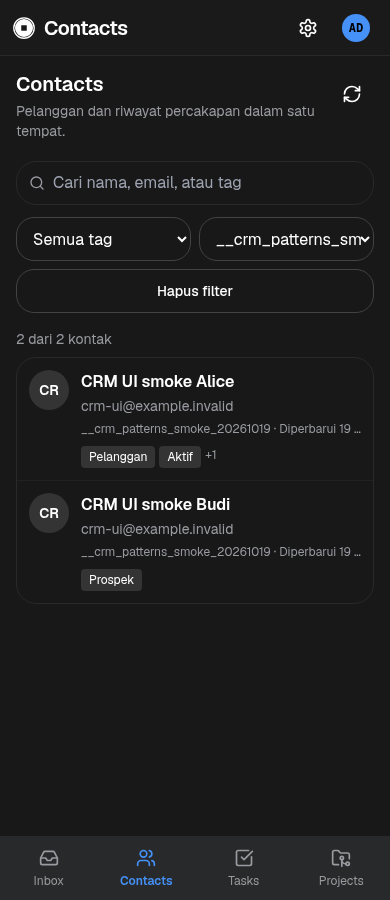 Contacts
AD
Contacts
Pelanggan dan riwayat percakapan dalam satu
tempat.
Cari nama, email, atau tag
Semua tag
__crm_patterns_sm
Hapus filter
2 dari 2 kontak
CR
CRM UI smoke Alice
crm-ui@example.invalid
__crm_patterns_smoke_20261019 · Diperbarui 19 ...
Pelanggan Aktif +1
CR
CRM UI smoke Budi
crm-ui@example.invalid
__crm_patterns_smoke_20261019 · Diperbarui 19 ...
Prospek
Inbox Contacts Tasks Projects